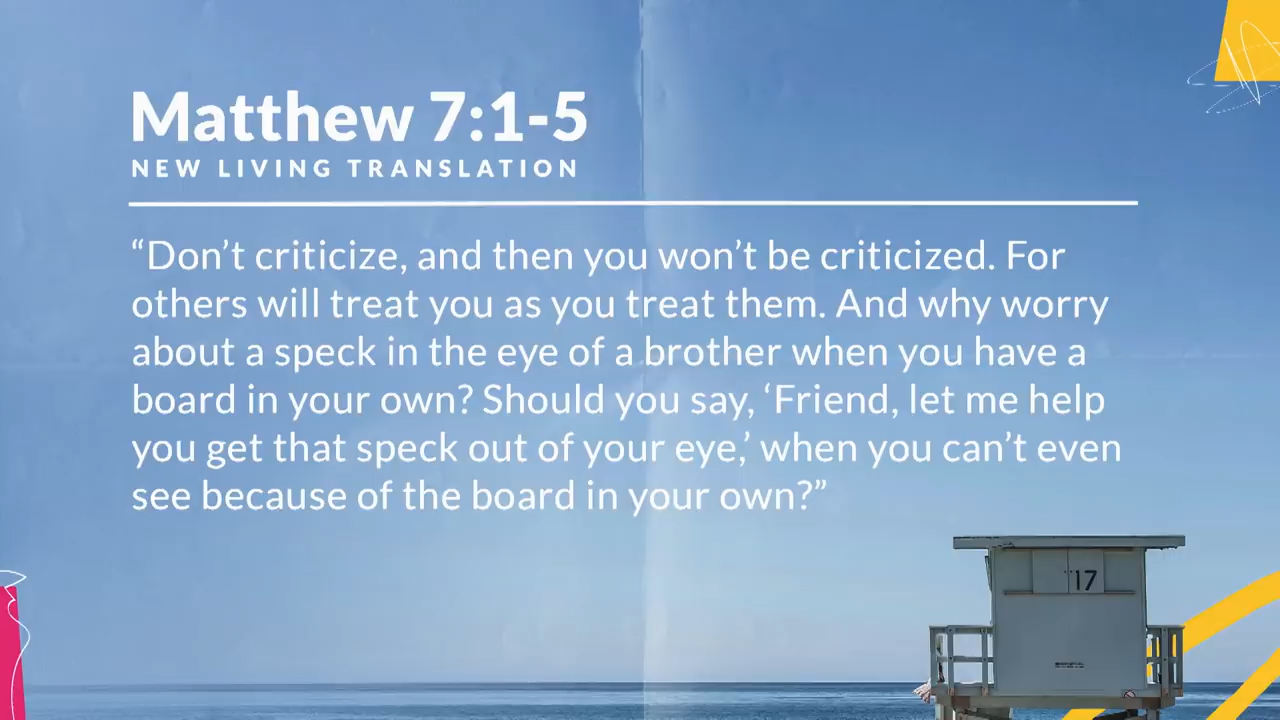 Matthew 7:1-5
NEW LIVING TRANSLATION
“Don’t criticize, and then you won’t be criticized. For
others will treat you as you treat them. And why worry
about a speck in the eye of a brother when you have a
board in your own? Should you say, ‘Friend, let me help
you get that speck out of your eye,’ when you can’t even
see because of the board in your own?”
17